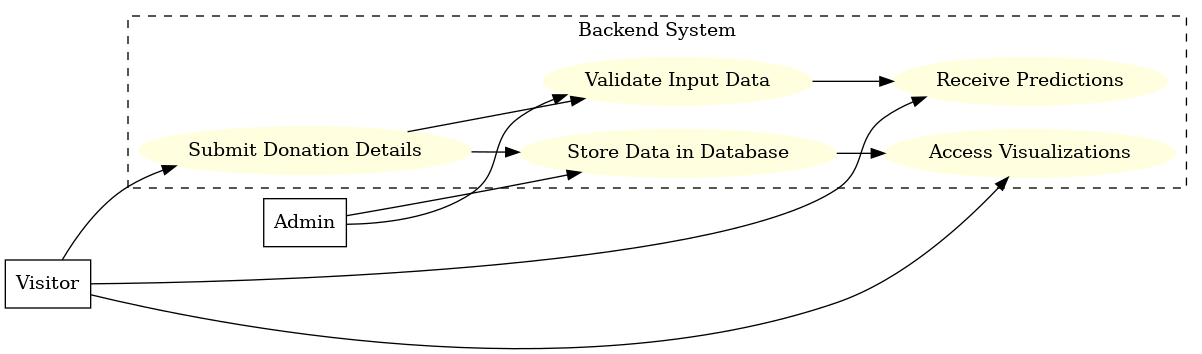 Backend System
Validate Input Data
Receive Predictions
Submit Donation Details
Store Data in Database
Access Visualizations
Admin
Visitor